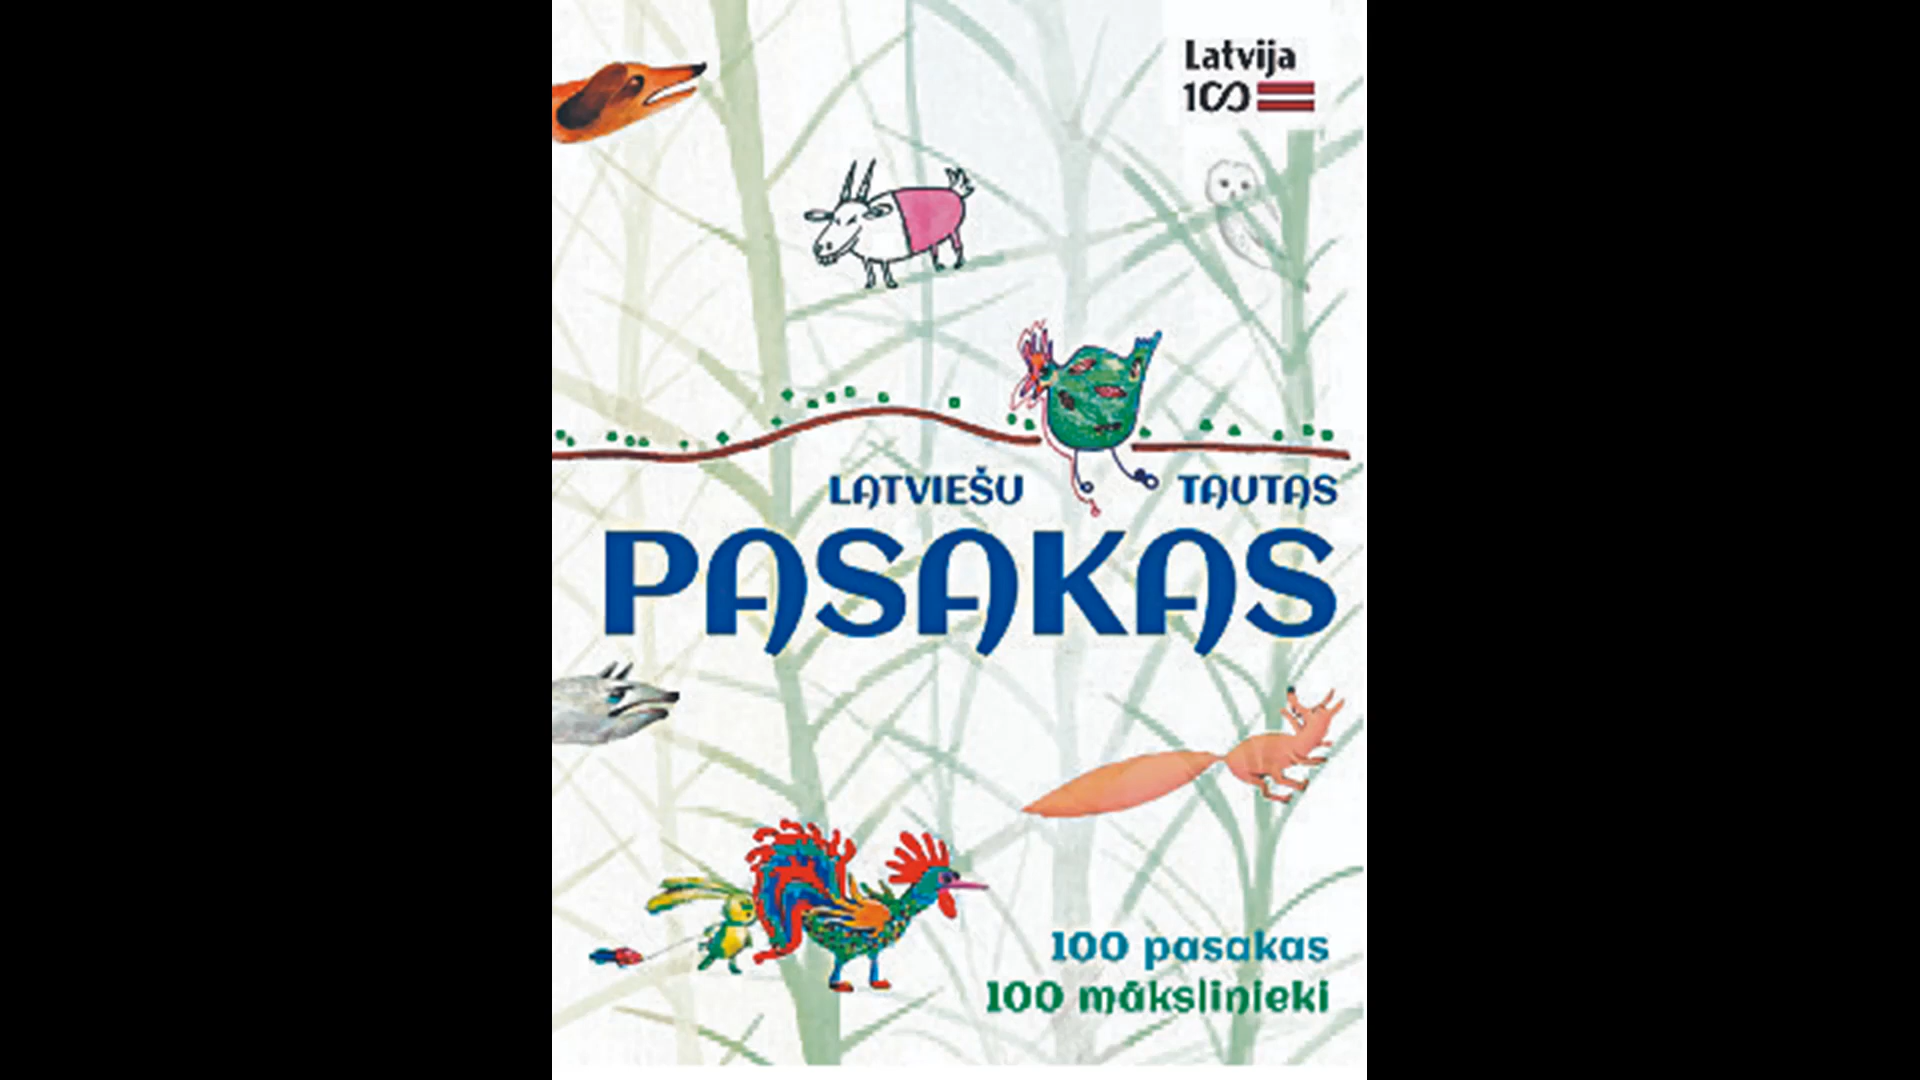 Latvija
100
LATVIEŠU TAUTAS
PASAKAS
100 pasakas
100 mākslinieki